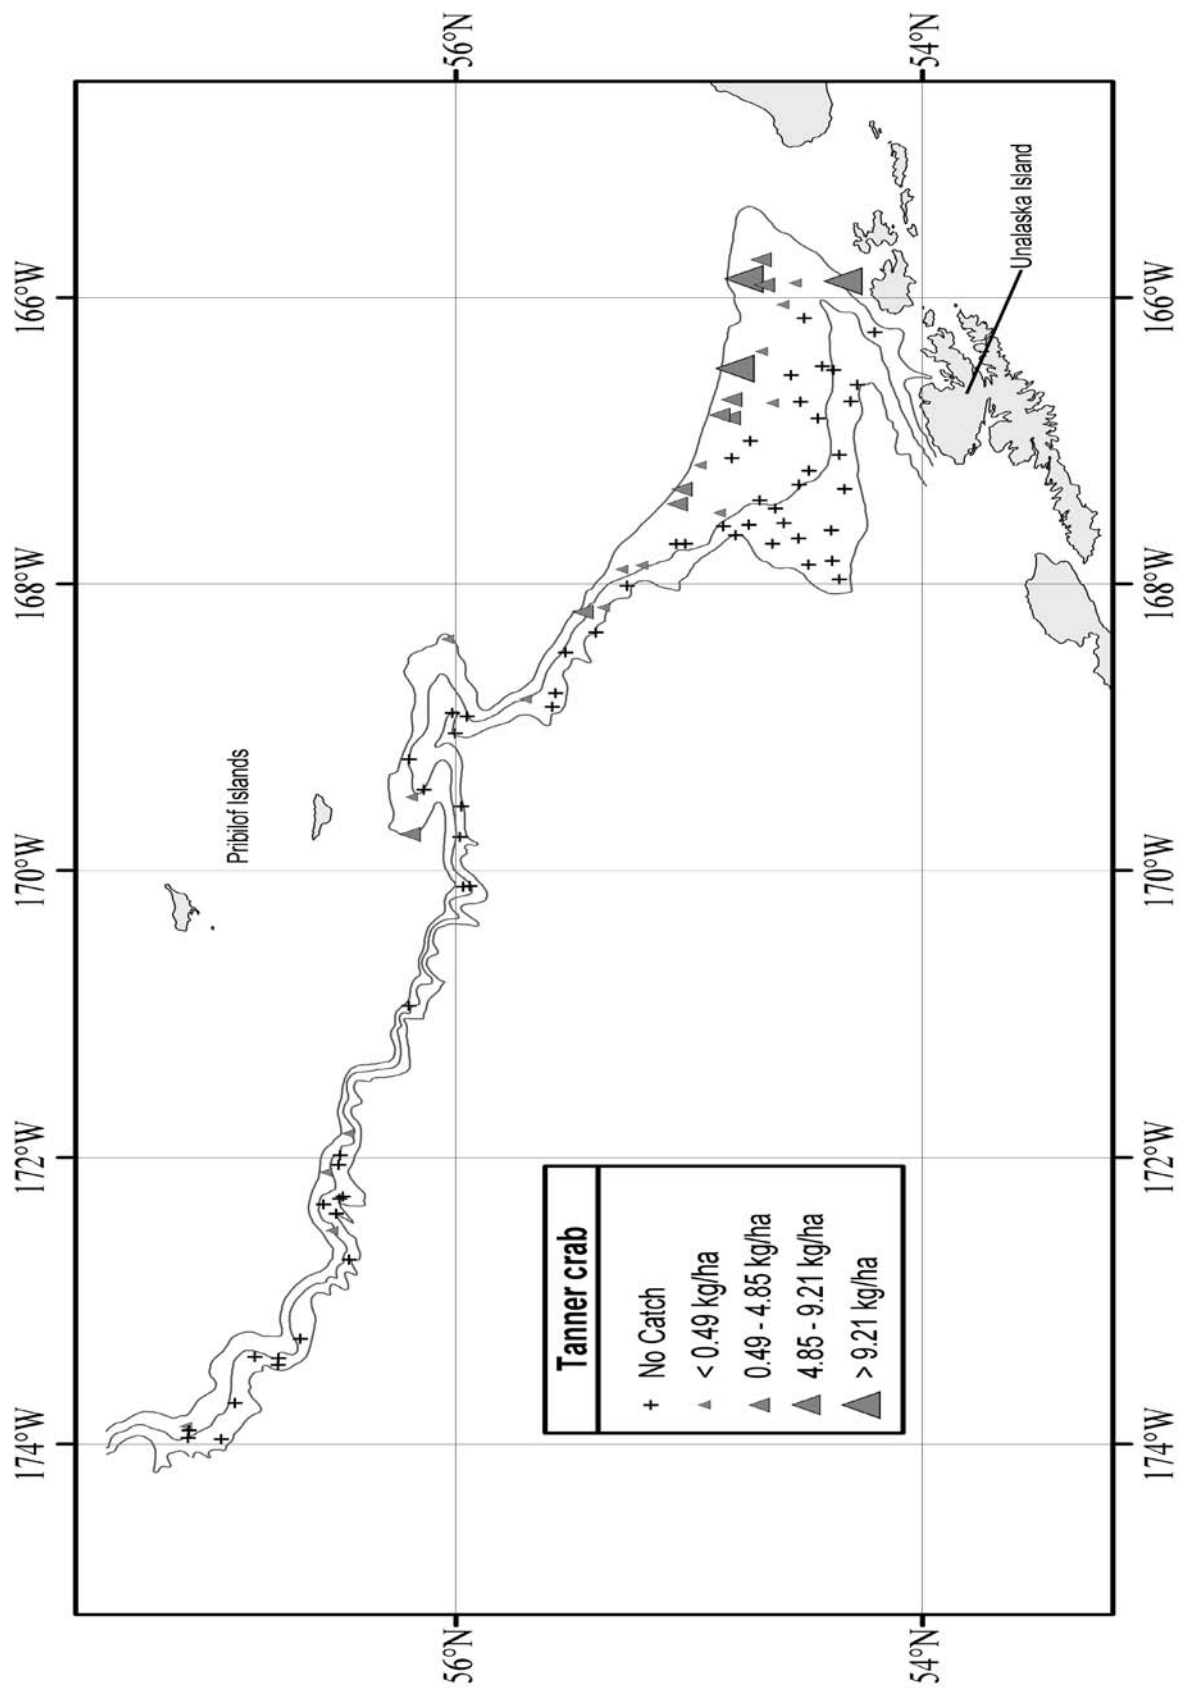 174°W
172°W
170°W
168°W
166°W
Pribilof Islands
56°N
56°N
Tanner crab
No Catch
< 0.49 kg/ha
0.49 - 4.85 kg/ha
4.85 - 9.21 kg/ha
> 9.21 kg/ha
54°N
54°N
Unalaska Island
174°W
172°W
170°W
168°W
166°W